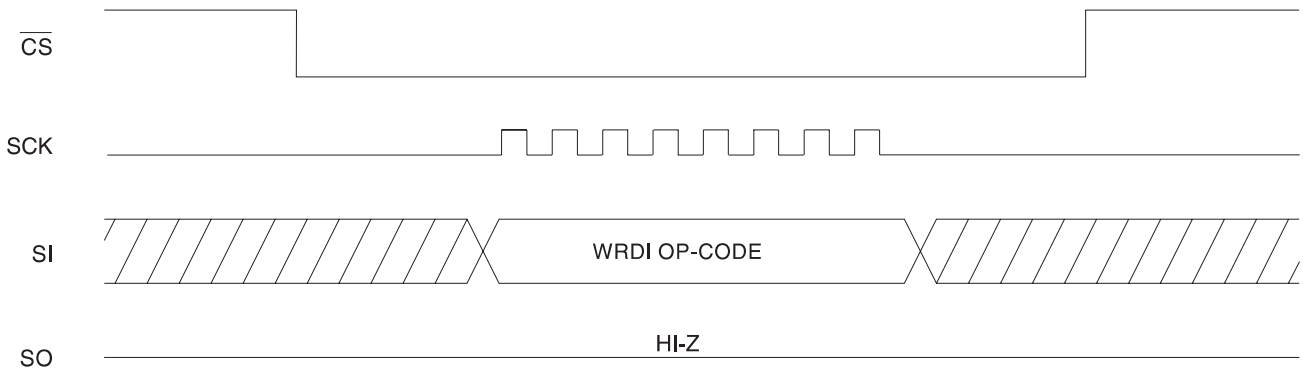 CS
SCK
SI
WRDI OP-CODE
SO
HI-Z